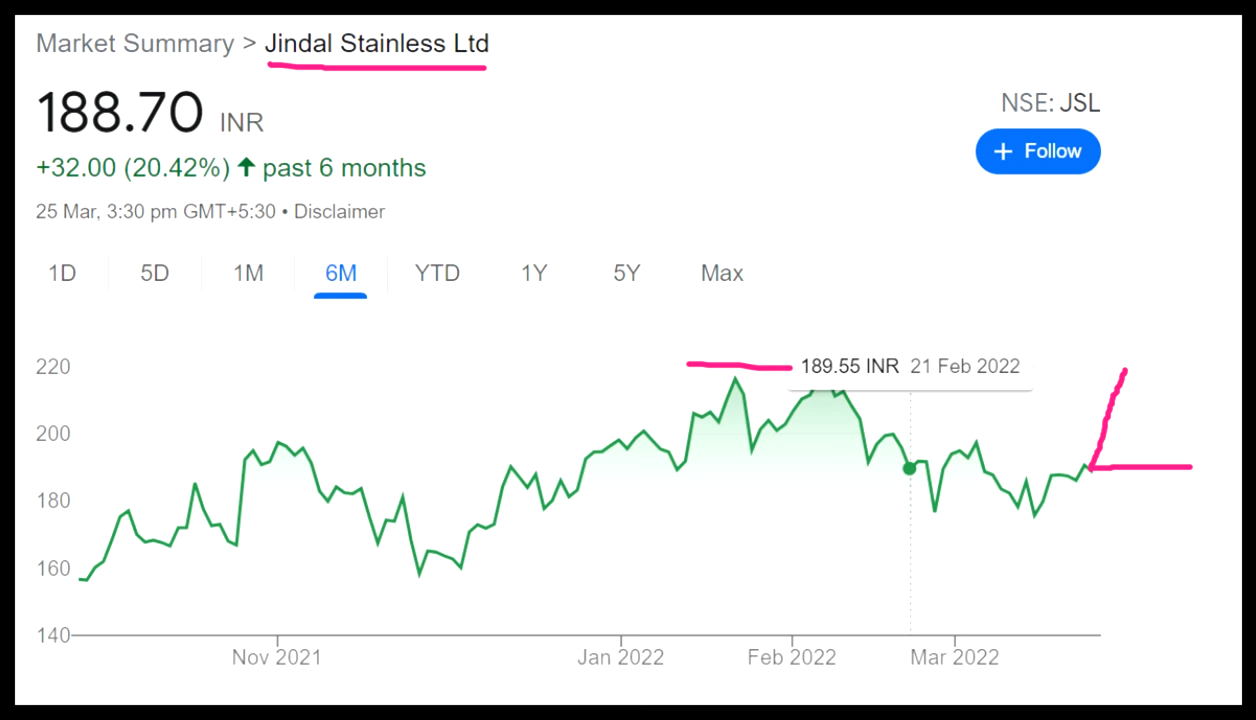 Market Summary > Jindal Stainless Ltd
188.70 INR
NSE: JSL
+ Follow
+32.00 (20.42%) ↑ past 6 months
25 Mar, 3:30 pm GMT+5:30 • Disclaimer
1D 5D 1M 6M YTD 1Y 5Y Max
189.55 INR 21 Feb 2022
220
200
180
160
140
Nov 2021 Jan 2022 Feb 2022 Mar 2022